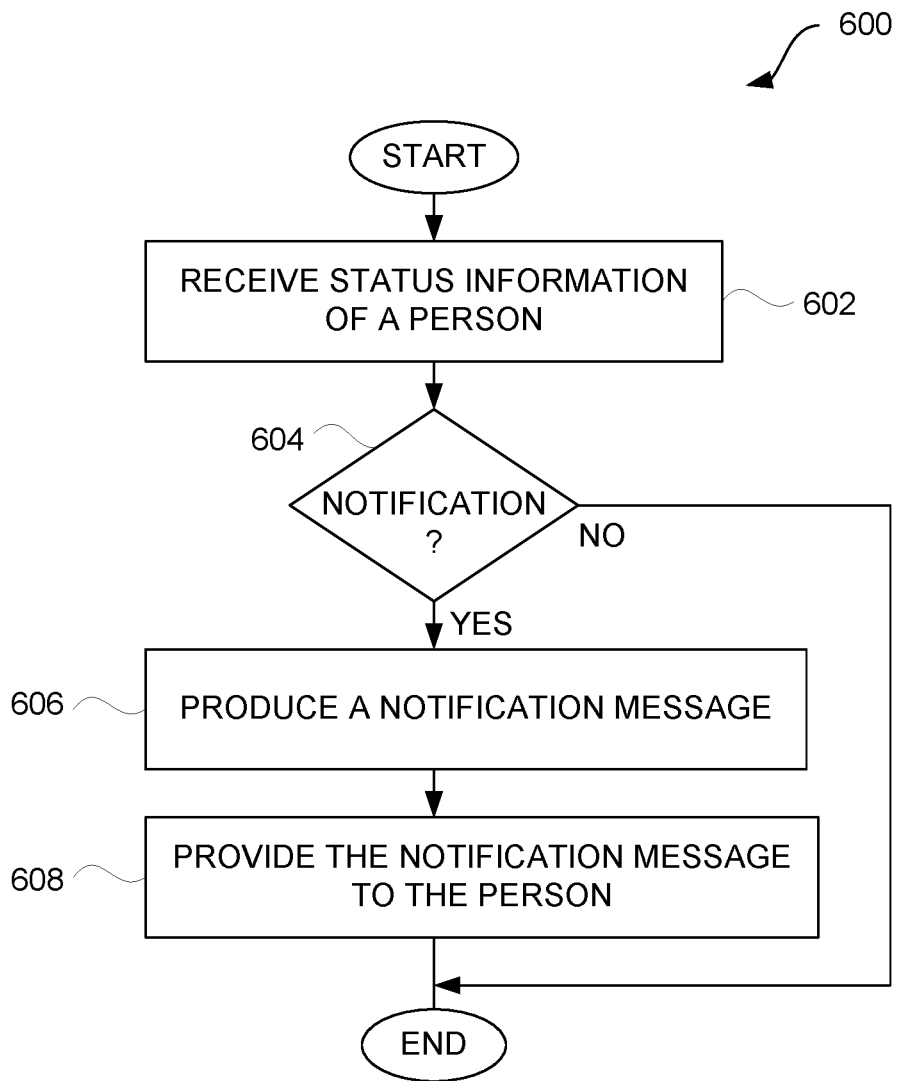 600
START
RECEIVE STATUS INFORMATION
OF A PERSON
602
604
NOTIFICATION
?
NO
YES
606
PRODUCE A NOTIFICATION MESSAGE
608
PROVIDE THE NOTIFICATION MESSAGE
TO THE PERSON
END